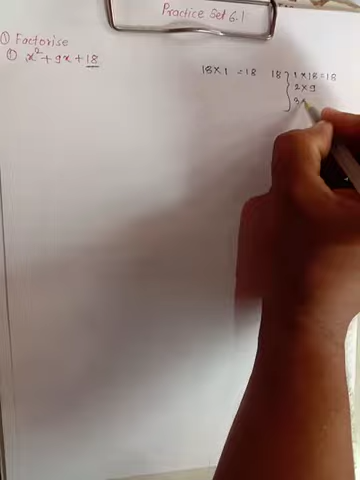 Practice Set 6.1
① Factorise
① x² + 9x + 18
18 × 1 = 18
18 } 1 × 18 = 18
2 × 9
3 ×